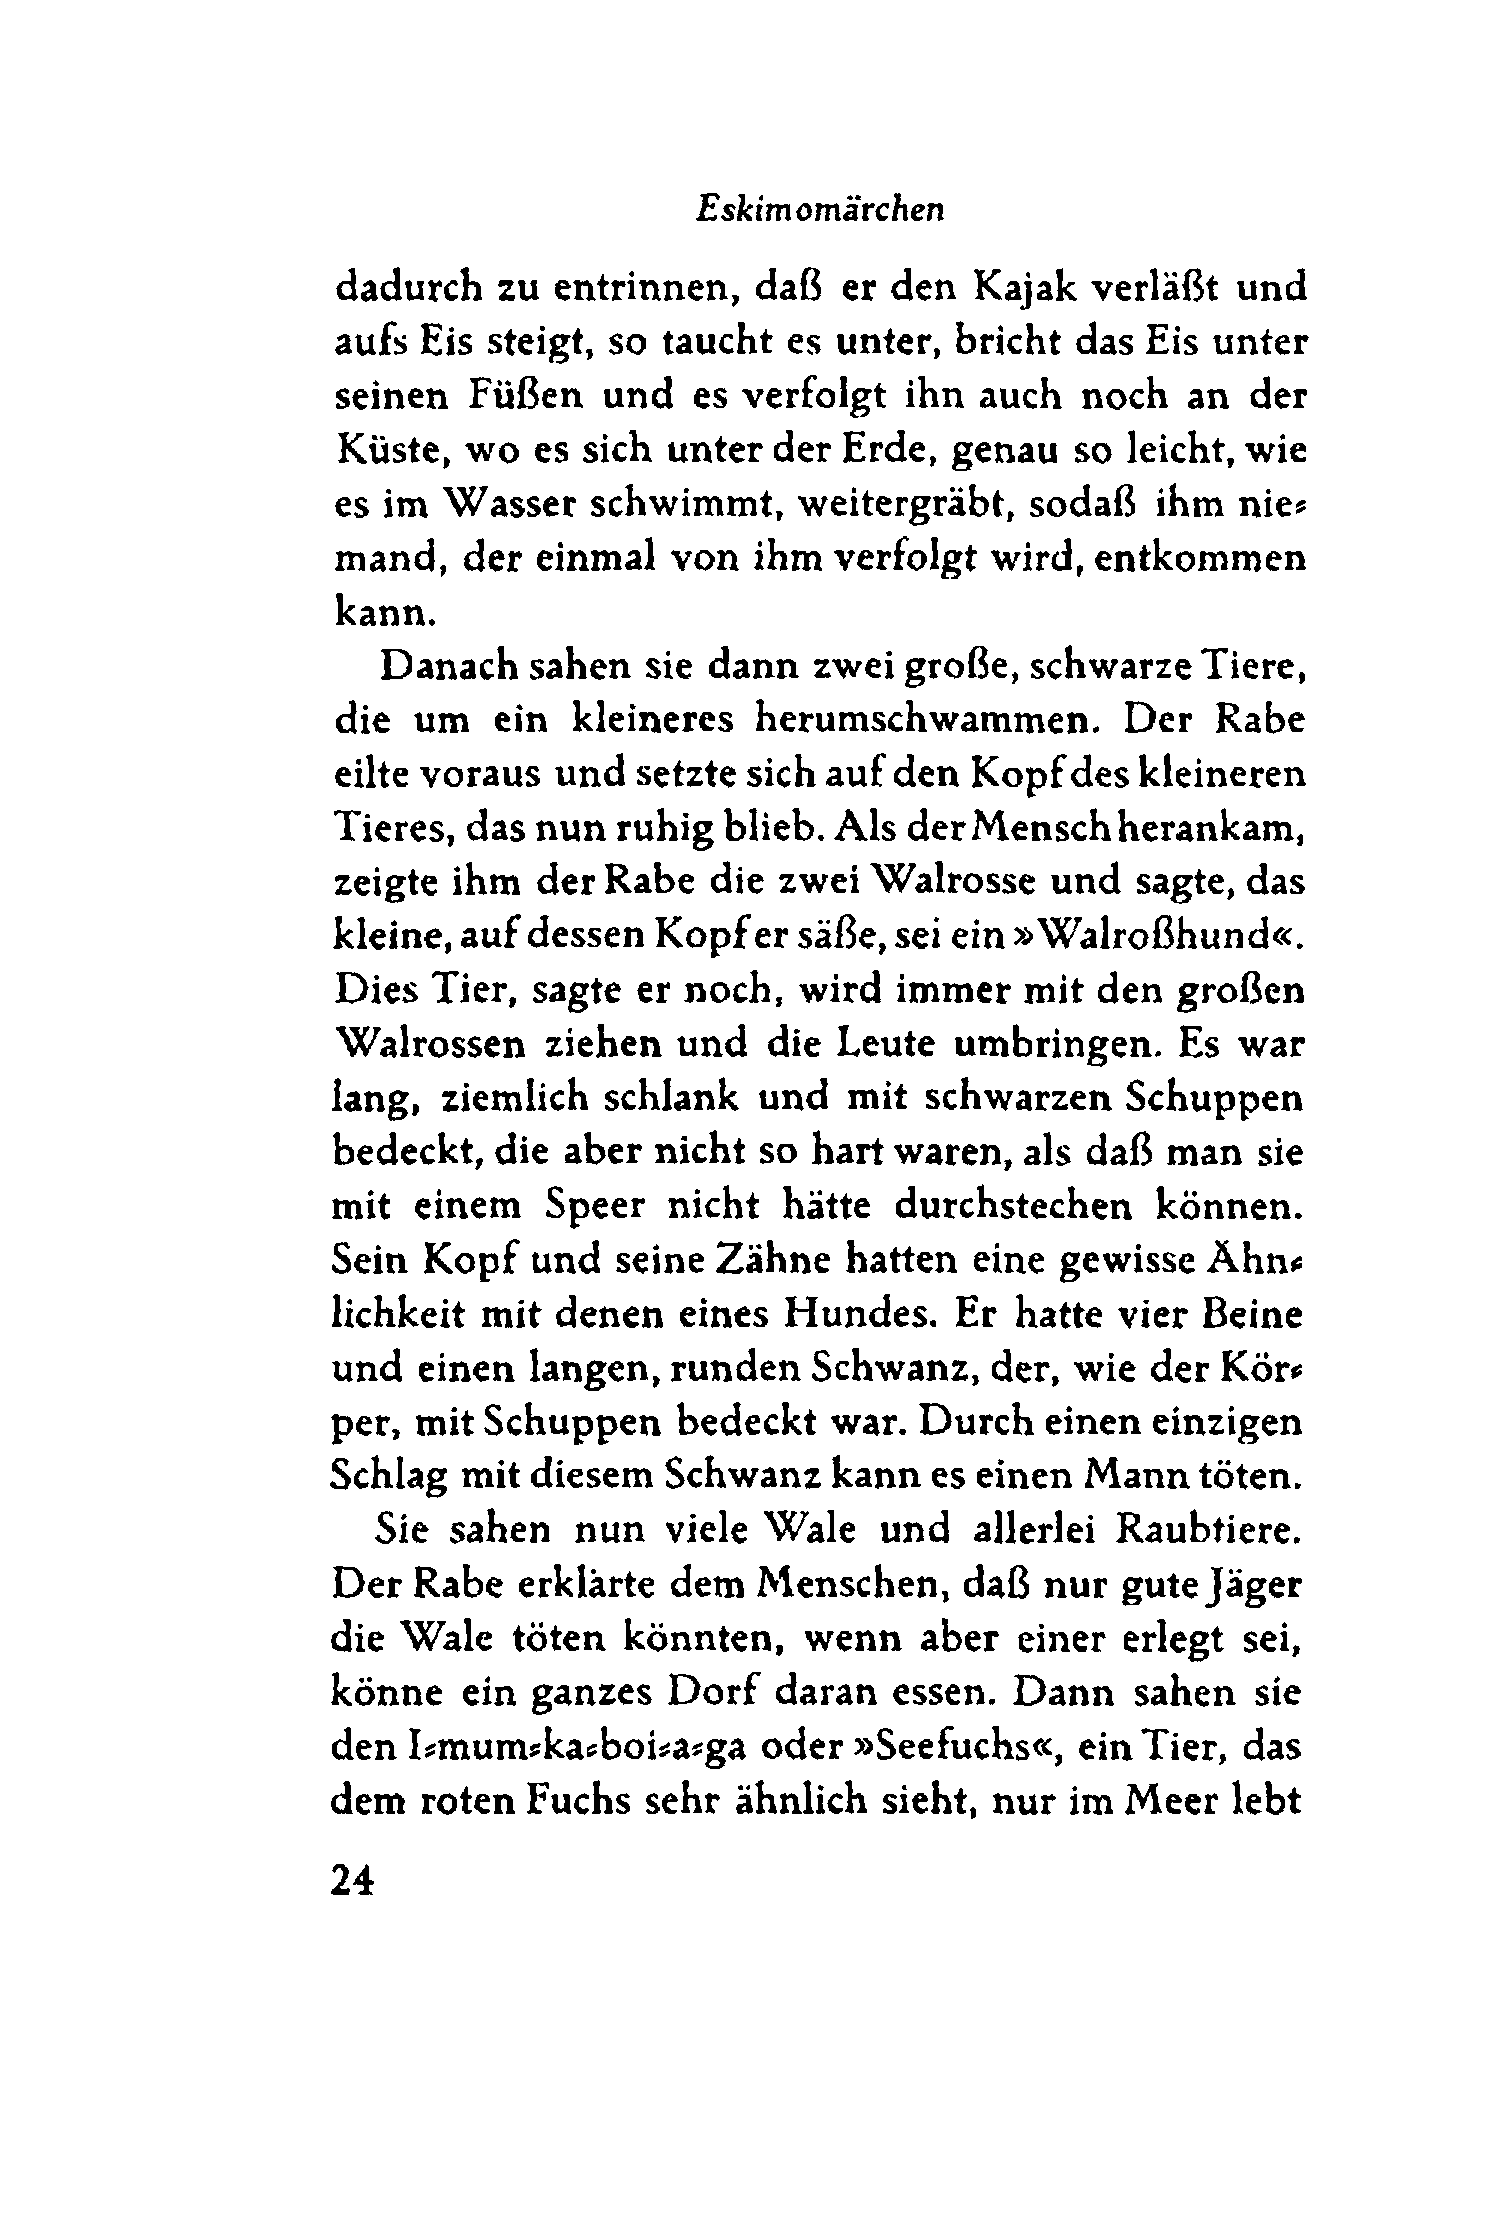 Eskimomärchen
dadurch zu entrinnen, daß er den Kajak verläßt und
aufs Eis steigt, so taucht es unter, bricht das Eis unter
seinen Füßen und es verfolgt ihn auch noch an der
Küste, wo es sich unter der Erde, genau so leicht, wie
es im Wasser schwimmt, weitergräbt, sodaß ihm nie-
mand, der einmal von ihm verfolgt wird, entkommen
kann.
Danach sahen sie dann zwei große, schwarze Tiere,
die um ein kleineres herumschwammen. Der Rabe
eilte voraus und setzte sich auf den Kopf des kleineren
Tieres, das nun ruhig blieb. Als der Mensch herankam,
zeigte ihm der Rabe die zwei Walrosse und sagte, das
kleine, auf dessen Kopf er säße, sei ein »Walroßhund«.
Dies Tier, sagte er noch, wird immer mit den großen
Walrossen ziehen und die Leute umbringen. Es war
lang, ziemlich schlank und mit schwarzen Schuppen
bedeckt, die aber nicht so hart waren, als daß man sie
mit einem Speer nicht hätte durchstechen können.
Sein Kopf und seine Zähne hatten eine gewisse Ähn-
lichkeit mit denen eines Hundes. Er hatte vier Beine
und einen langen, runden Schwanz, der, wie der Kör-
per, mit Schuppen bedeckt war. Durch einen einzigen
Schlag mit diesem Schwanz kann es einen Mann töten.
Sie sahen nun viele Wale und allerlei Raubtiere.
Der Rabe erklärte dem Menschen, daß nur gute Jäger
die Wale töten könnten, wenn aber einer erlegt sei,
könne ein ganzes Dorf daran essen. Dann sahen sie
den I-mum-ka-boi-a-ga oder »Seefuchs«, ein Tier, das
dem roten Fuchs sehr ähnlich sieht, nur im Meer lebt
24